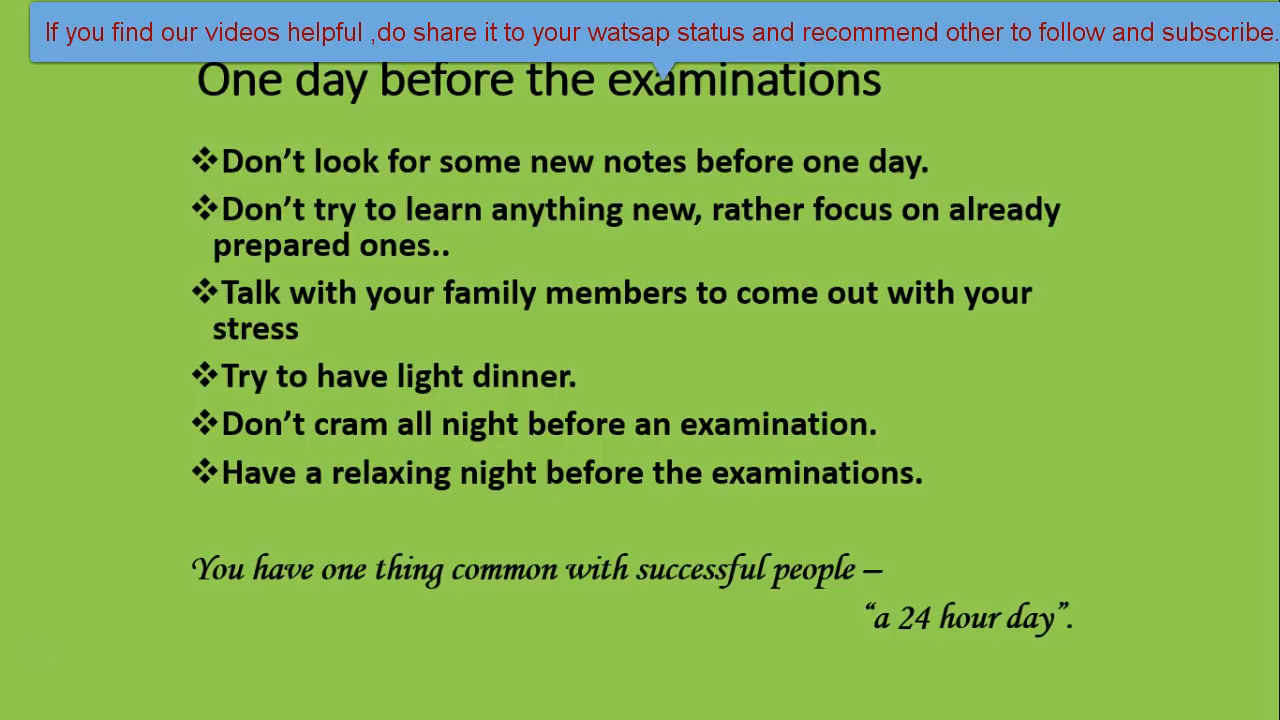 If you find our videos helpful ,do share it to your watsap status and recommend other to follow and subscribe.
One day before the examinations
❖Don’t look for some new notes before one day.
❖Don’t try to learn anything new, rather focus on already
prepared ones..
❖Talk with your family members to come out with your
stress
❖Try to have light dinner.
❖Don’t cram all night before an examination.
❖Have a relaxing night before the examinations.
You have one thing common with successful people –
“a 24 hour day”.